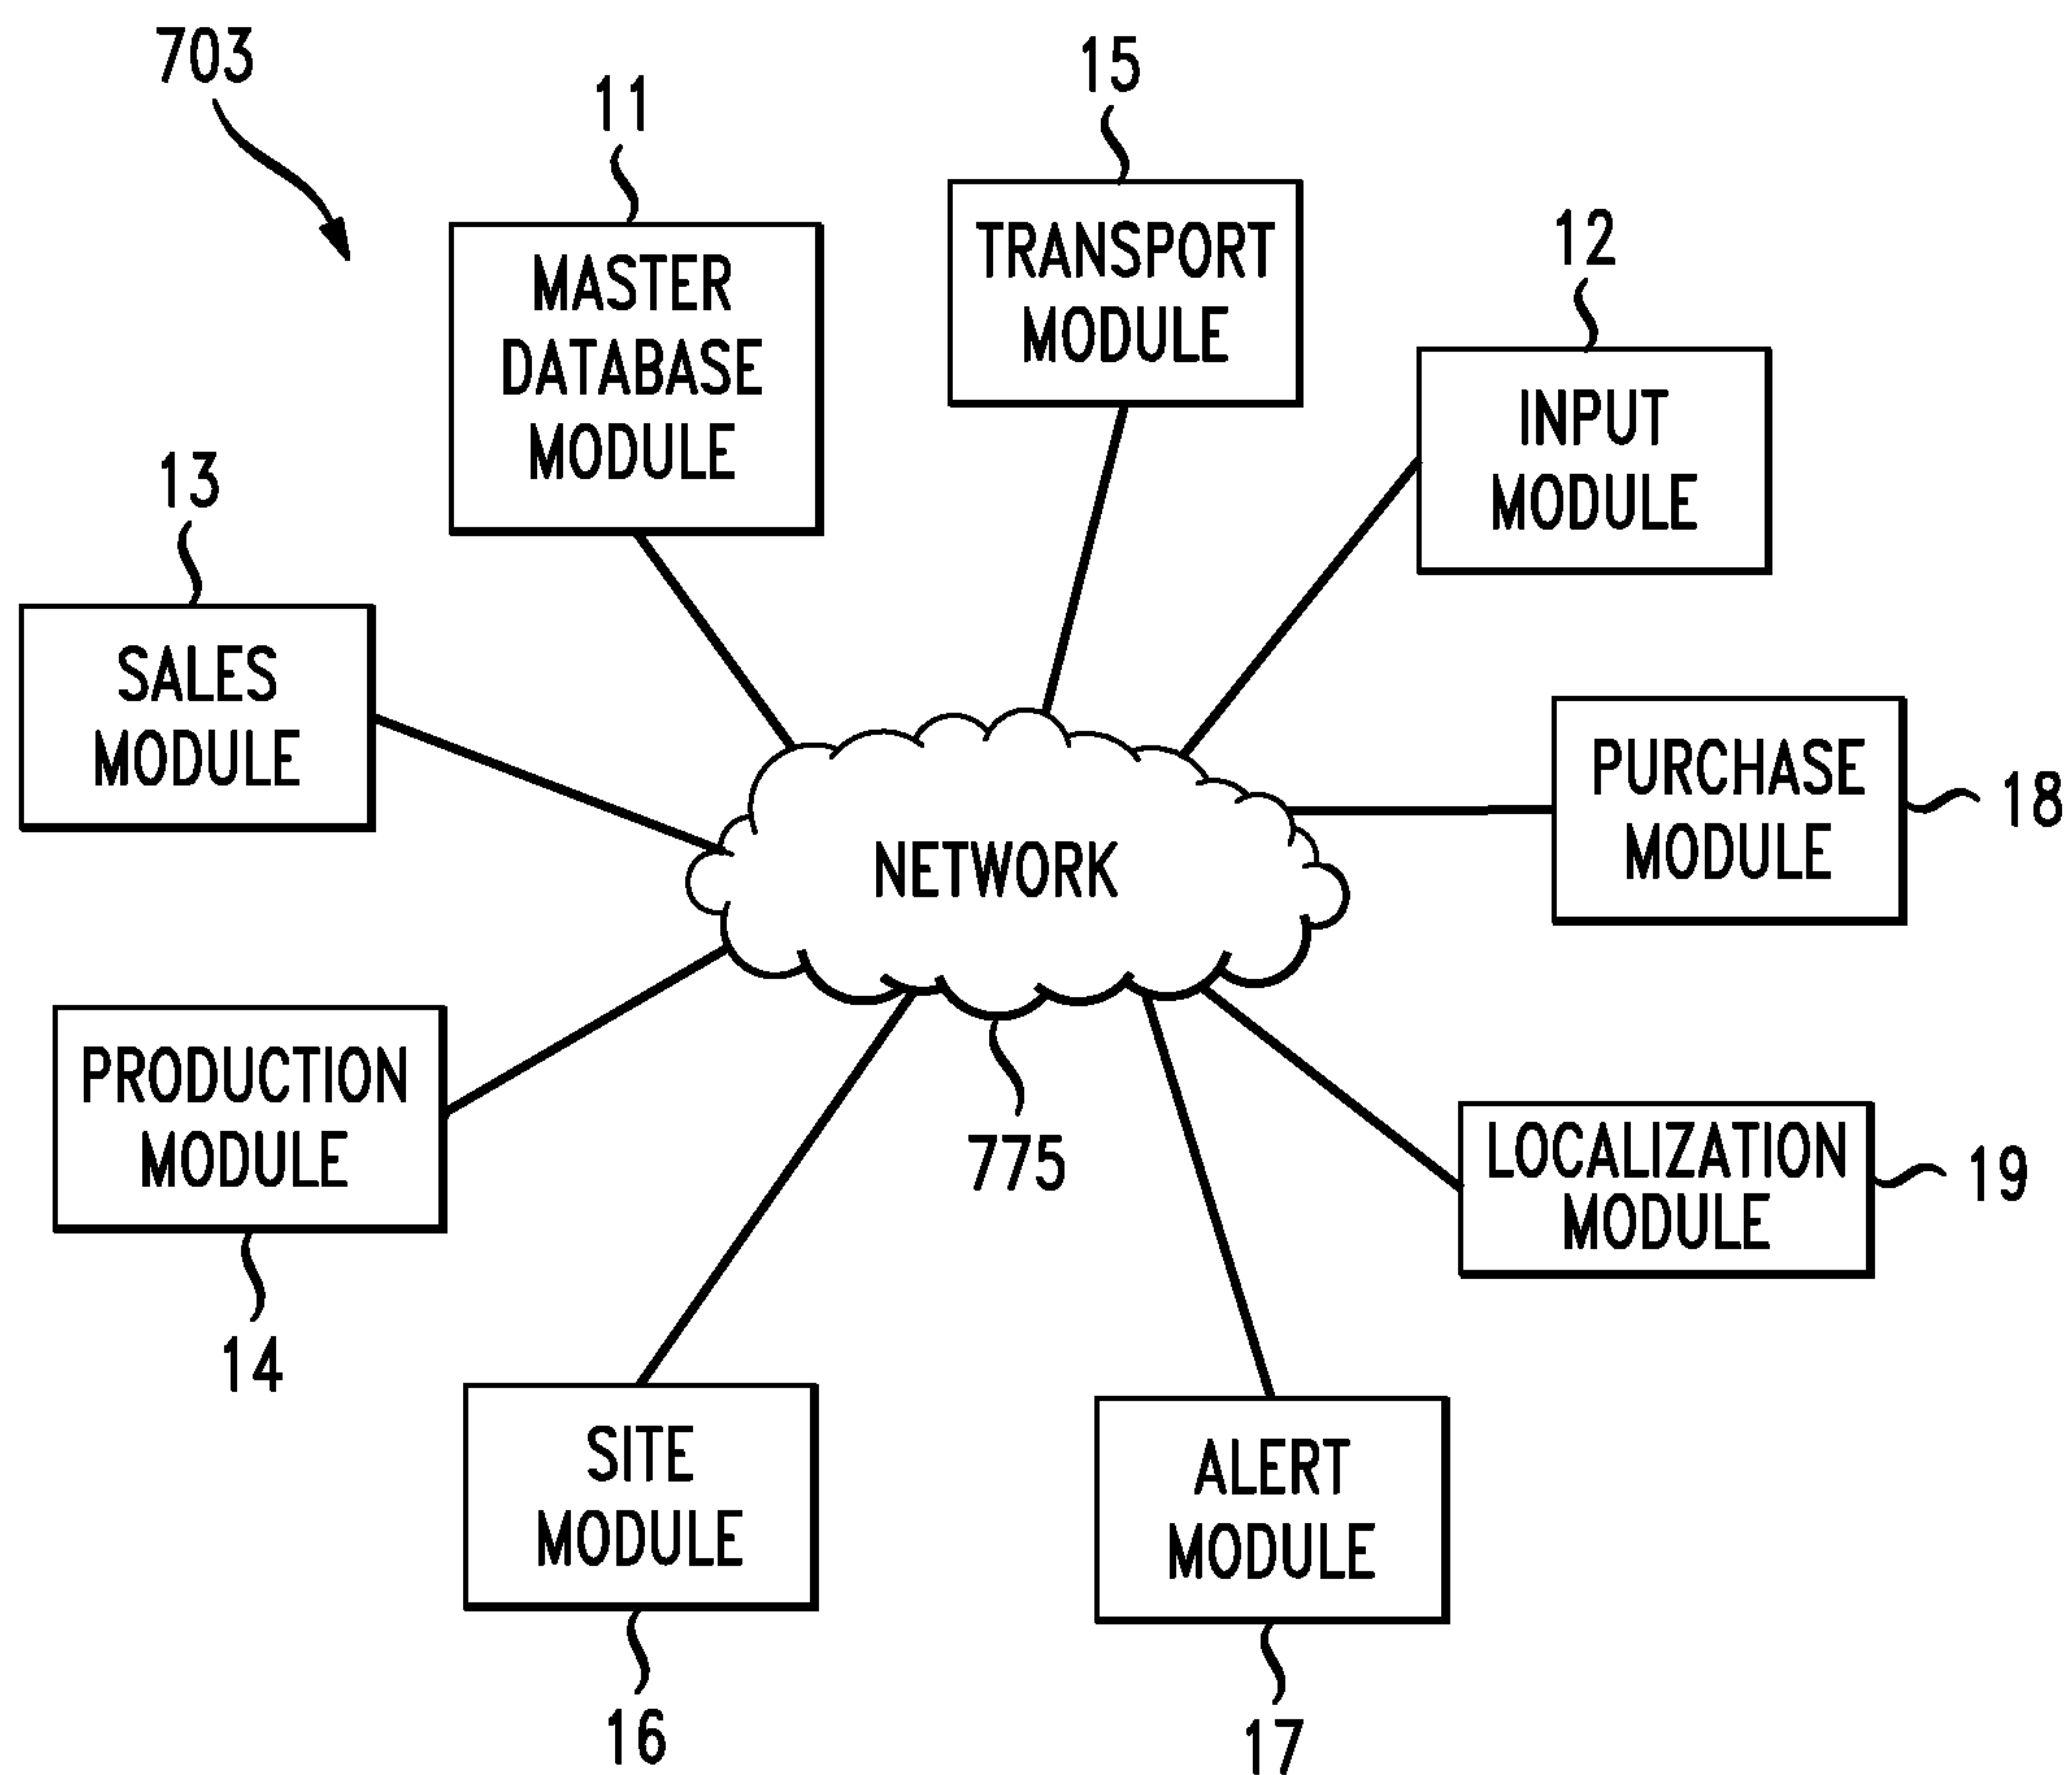 703
11
15
12
MASTER
DATABASE
MODULE
TRANSPORT
MODULE
INPUT
MODULE
13
SALES
MODULE
PURCHASE
MODULE
18
NETWORK
775
PRODUCTION
MODULE
14
LOCALIZATION
MODULE
19
SITE
MODULE
16
ALERT
MODULE
17